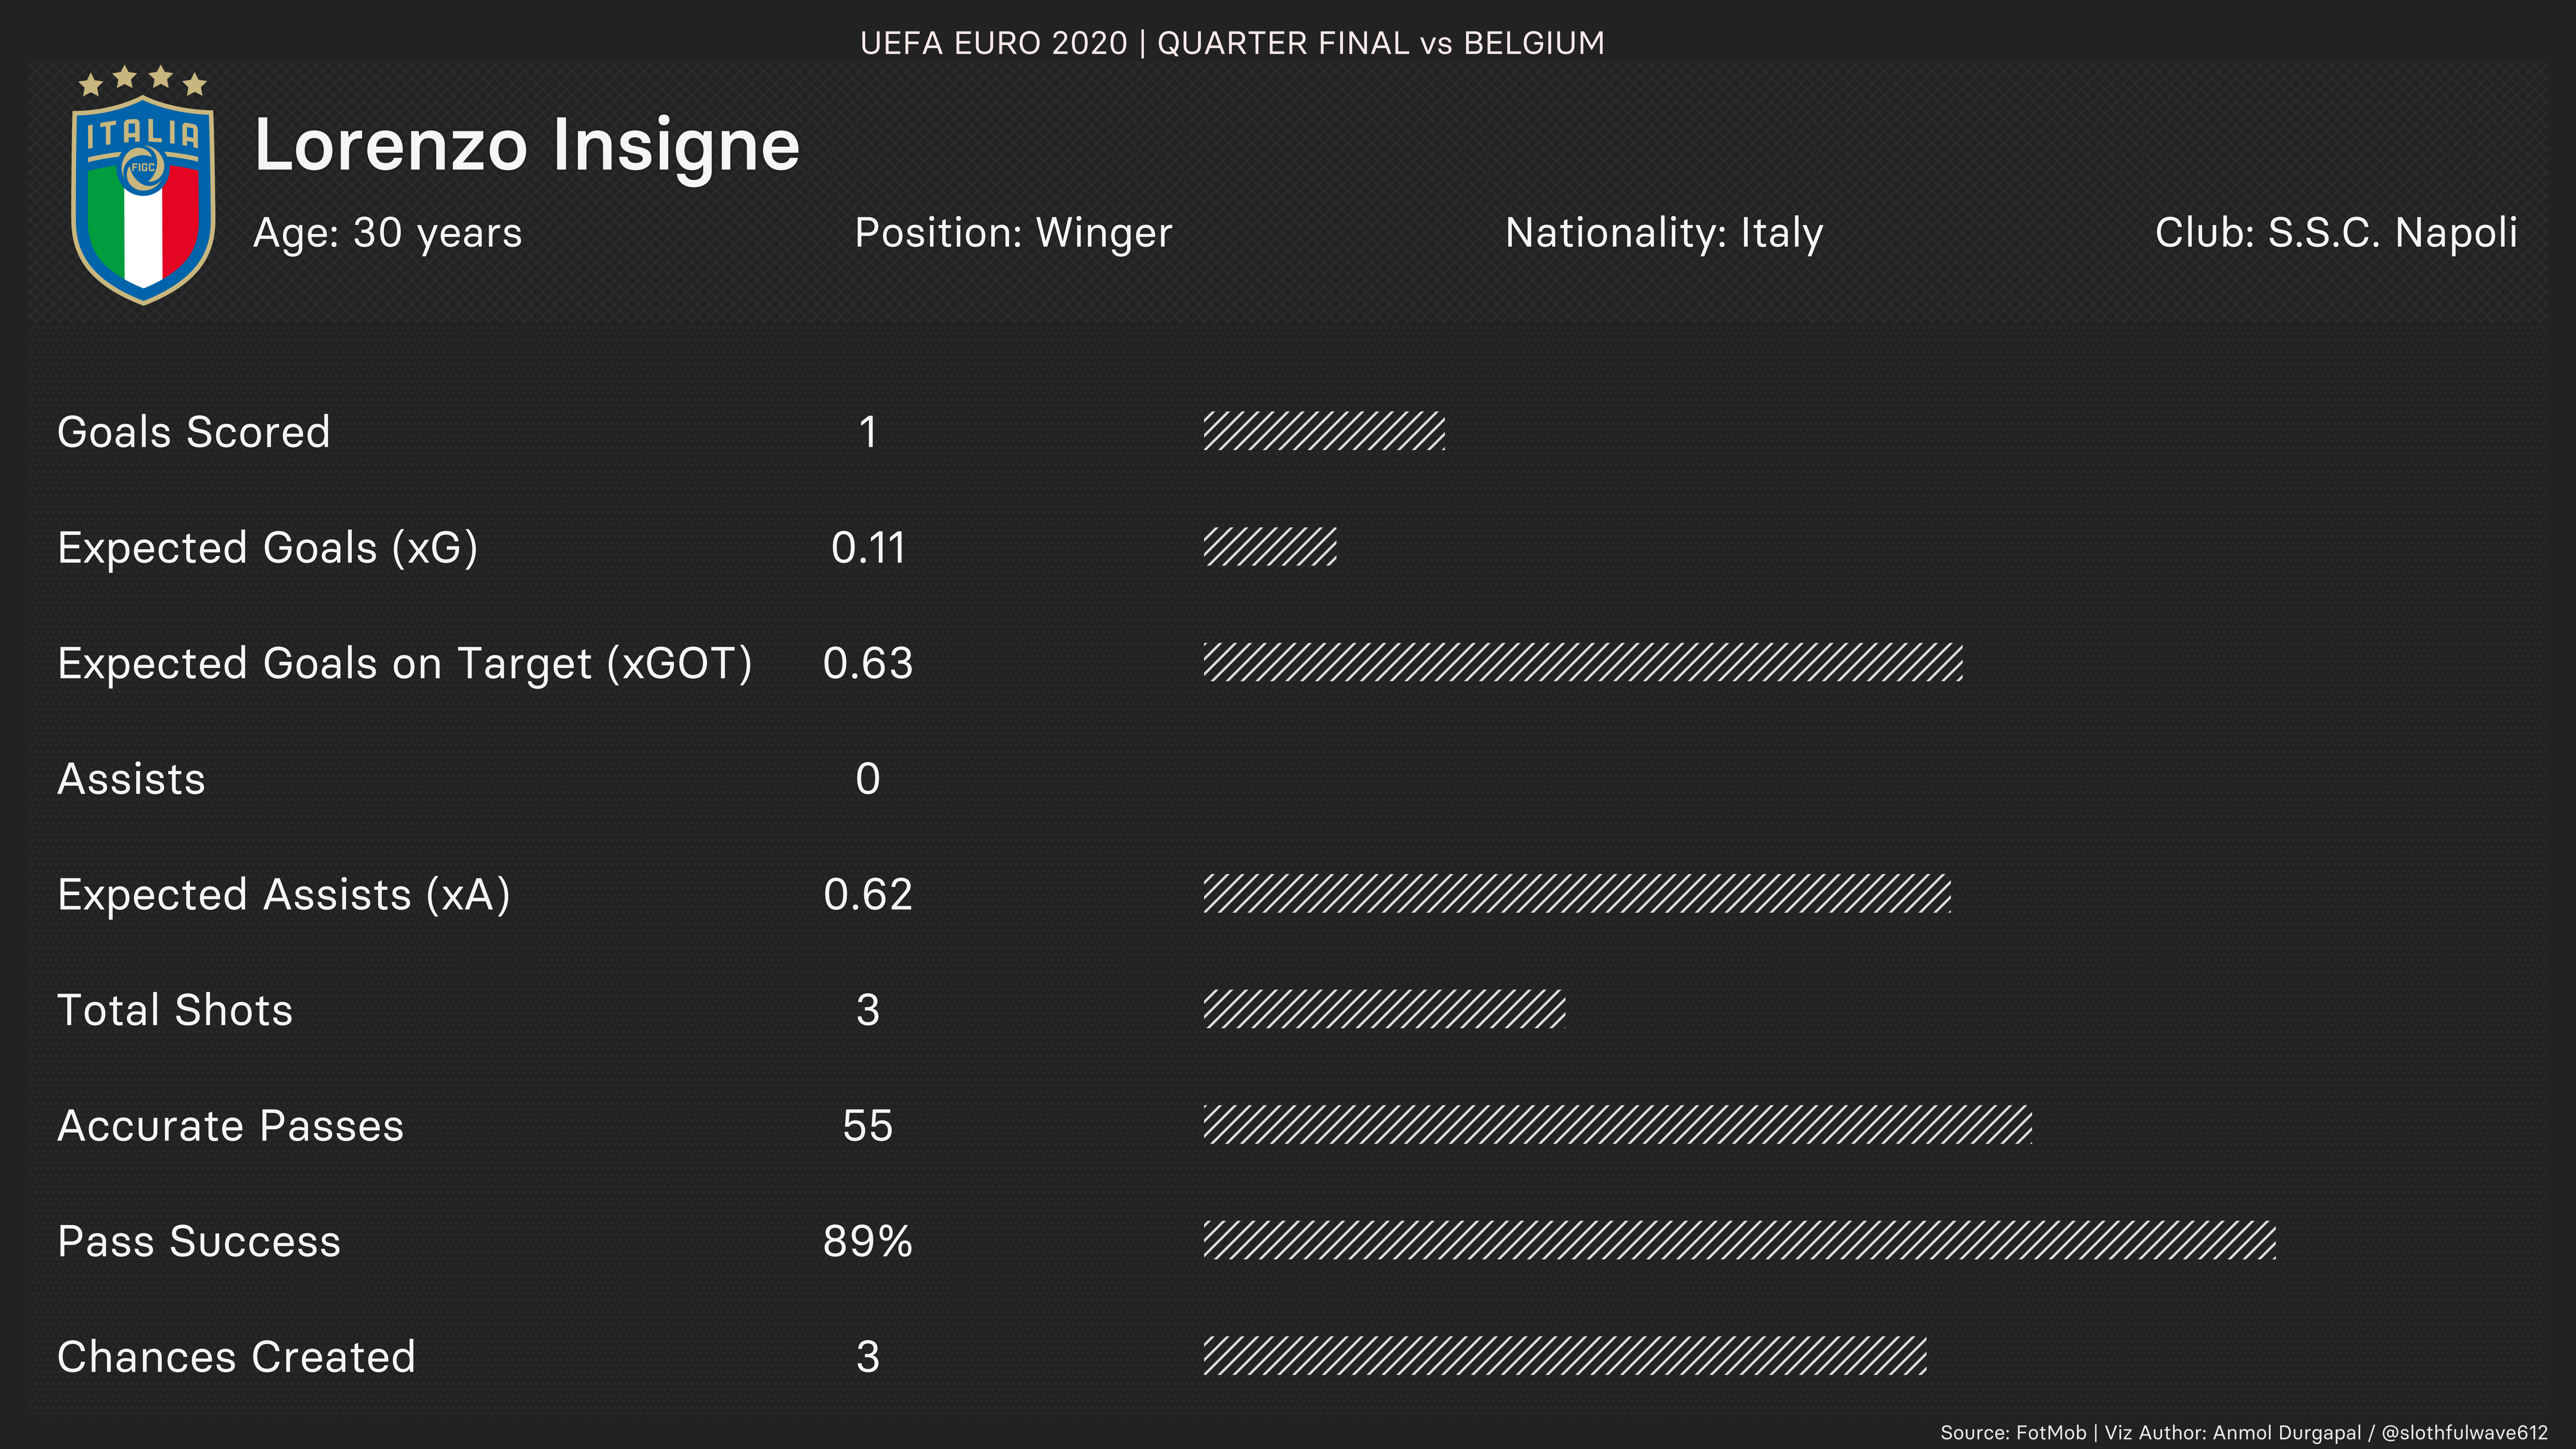 UEFA EURO 2020 | QUARTER FINAL vs BELGIUM
ITALIA
FIGC
Lorenzo Insigne
Age: 30 years Position: Winger Nationality: Italy Club: S.S.C. Napoli
Goals Scored 1
Expected Goals (xG) 0.11
Expected Goals on Target (xGOT) 0.63
Assists 0
Expected Assists (xA) 0.62
Total Shots 3
Accurate Passes 55
Pass Success 89%
Chances Created 3
Source: FotMob | Viz Author: Anmol Durgapal / @slothfulwave612